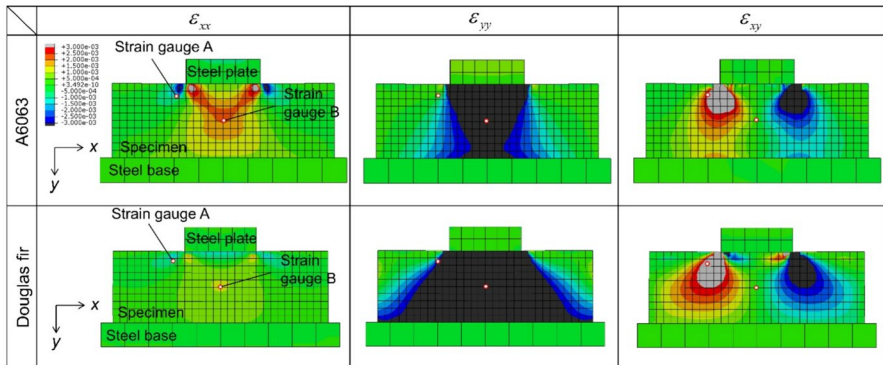 ε_xx
ε_yy
ε_xy
A6063
+3.000e-03
+2.500e-03
+2.000e-03
+1.500e-03
+1.000e-03
+5.000e-04
+3.492e-10
-5.000e-04
-1.000e-03
-1.500e-03
-2.000e-03
-2.500e-03
-3.000e-03
Strain gauge A
Steel plate
Strain
gauge B
Specimen
Steel base
x
y
Douglas fir
Strain gauge A
Steel plate
Strain
gauge B
Specimen
Steel base
x
y